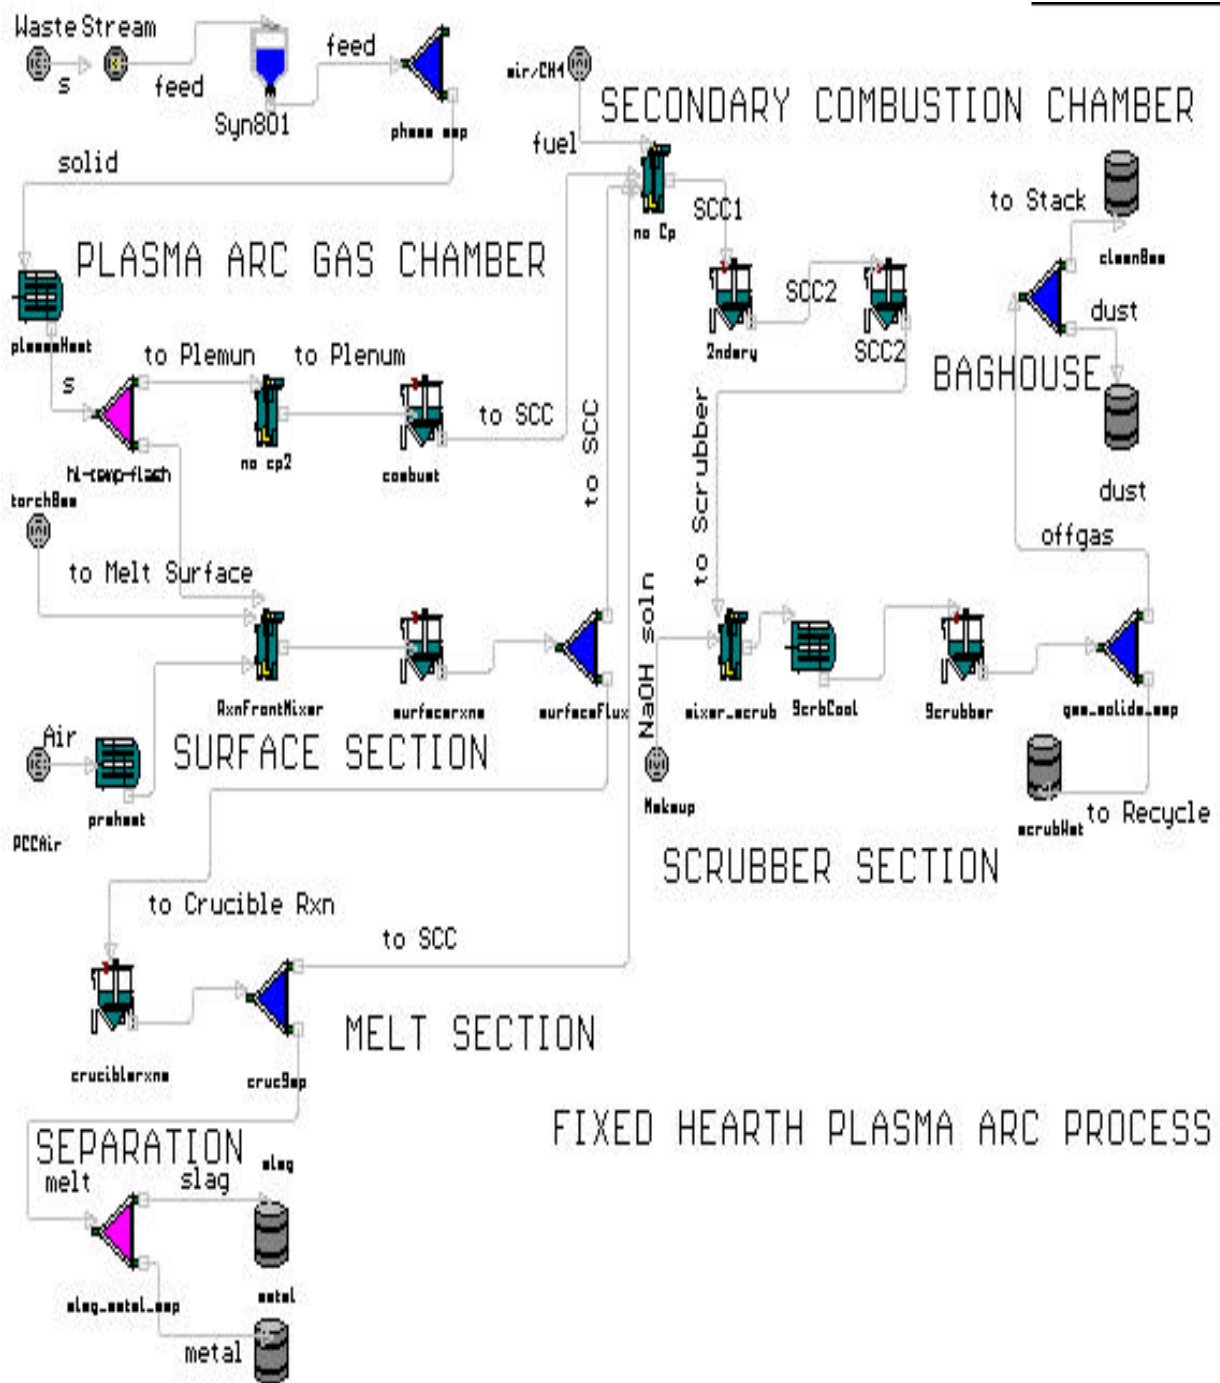 Waste Stream
s
feed
Syn801
feed
phase sep
solid
air/CH4
fuel
SECONDARY COMBUSTION CHAMBER
no Cp
SCC1
2ndary
SCC2
SCC2
to Stack
cleanGas
dust
BAGHOUSE
dust
PLASMA ARC GAS CHAMBER
plasmaHeat
s
to Plemun
to Plenum
hi-temp-flash
no cp2
combust
to SCC
to SCC
to Scrubber
torchGas
to Melt Surface
RxnFrontMixer
surfacerxns
surfaceFlux
NaOH soln
mixer_scrub
ScrbCool
Scrubber
gas_solids_sep
offgas
Air
SURFACE SECTION
preheat
PCCAir
Makeup
scrubWat
to Recycle
SCRUBBER SECTION
to Crucible Rxn
to SCC
cruciblerxns
crucSep
MELT SECTION
FIXED HEARTH PLASMA ARC PROCESS
SEPARATION
melt
slag
slag
slag_metal_sep
metal
metal